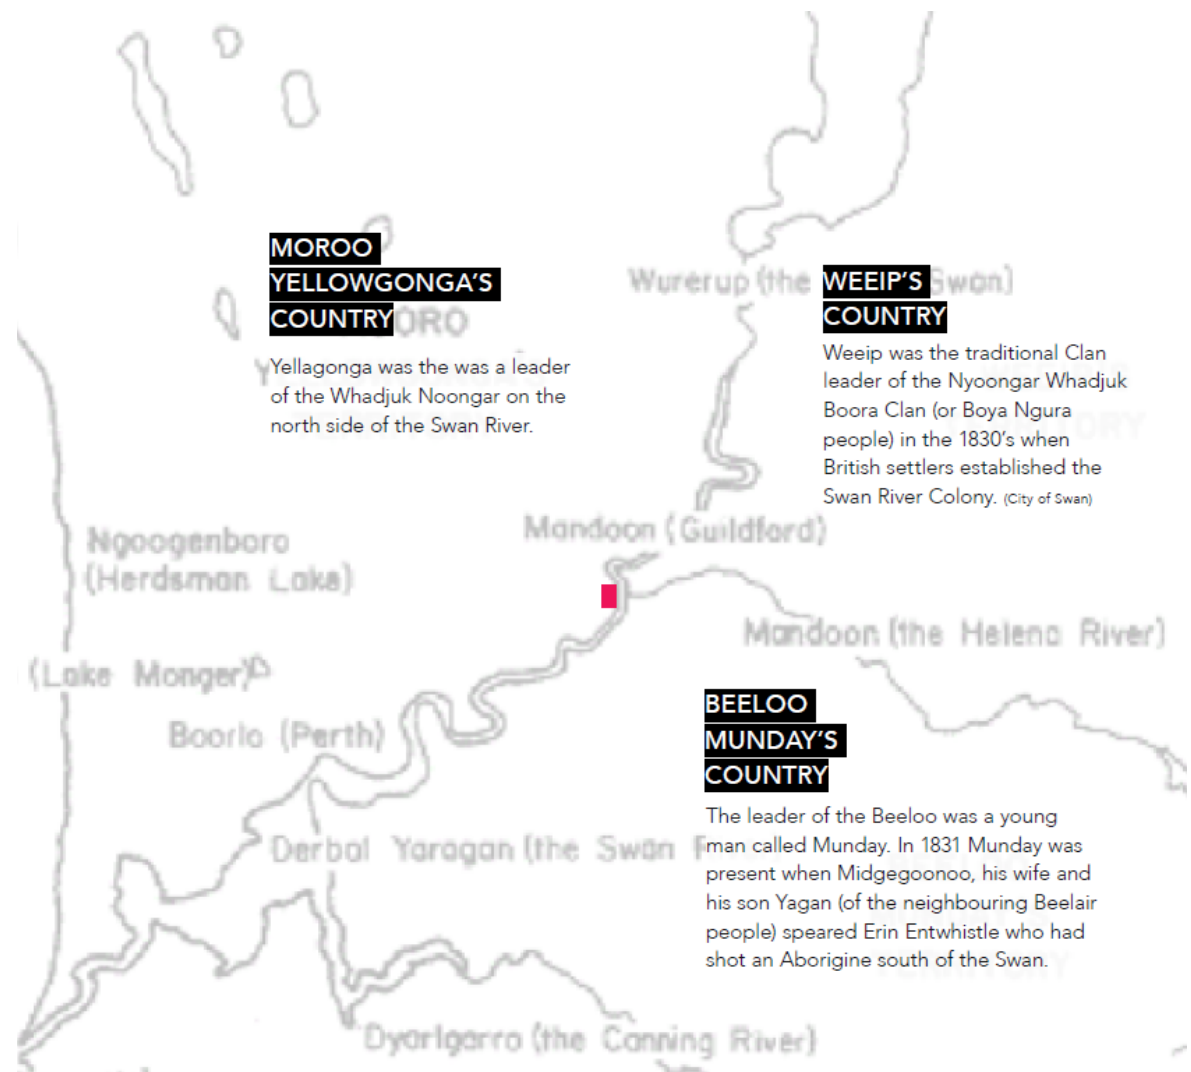 MOROO
YELLOWGONGA'S
COUNTRY
ORO
Yellagonga was the was a leader
of the Whadjuk Noongar on the
north side of the Swan River.
Wurerup (the
Swan)
WEEIP'S
COUNTRY
Weeip was the traditional Clan
leader of the Nyoongar Whadjuk
Boora Clan (or Boya Ngura
people) in the 1830's when
British settlers established the
Swan River Colony. (City of Swan)
Mandoon (Guildford)
Ngoogenboro
(Herdsman Lake)
Mandoon (the Helena River)
(Lake Monger)
Boorlo (Perth)
BEELOO
MUNDAY'S
COUNTRY
The leader of the Beeloo was a young
man called Munday. In 1831 Munday was
present when Midgegoonoo, his wife and
his son Yagan (of the neighbouring Beelair
people) speared Erin Entwhistle who had
shot an Aborigine south of the Swan.
Derbal Yaragan (the Swan
Dyarlgarro (the Canning River)